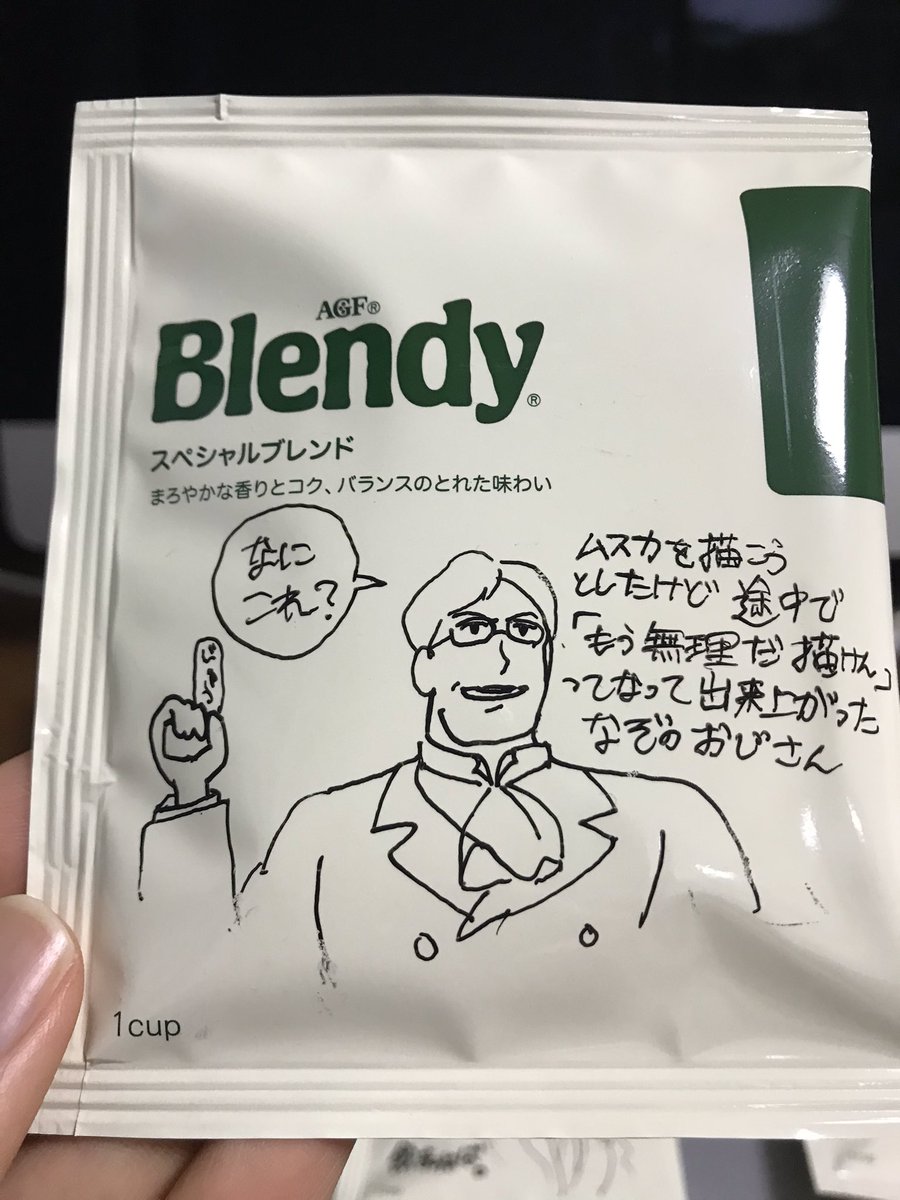 AGF®
Blendy®
スペシャルブレンド
まろやかな香りとコク、バランスのとれた味わい
なに
これ?
ムスカを描こう
としたけど 途中で
「もう無理だ 描けん」
ってなって出来上がった
なぞのおじさん
1cup